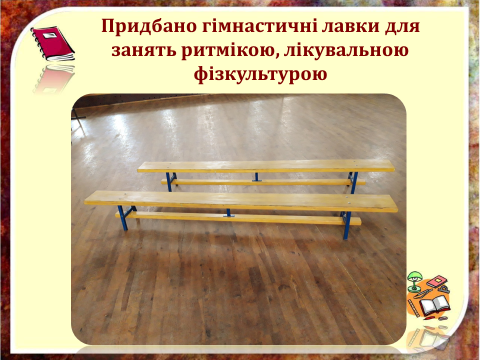 Придбано гімнастичні лавки для
занять ритмікою, лікувальною
фізкультурою